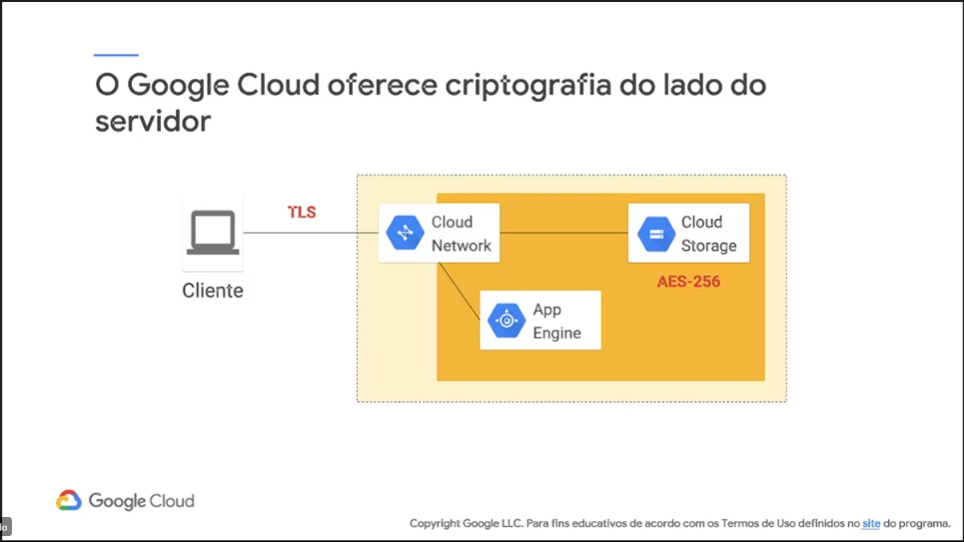 O Google Cloud oferece criptografia do lado do
servidor
TLS
Cloud
Network
Cloud
Storage
Cliente
AES-256
App
Engine
Google Cloud
Copyright Google LLC. Para fins educativos de acordo com os Termos de Uso definidos no site do programa.